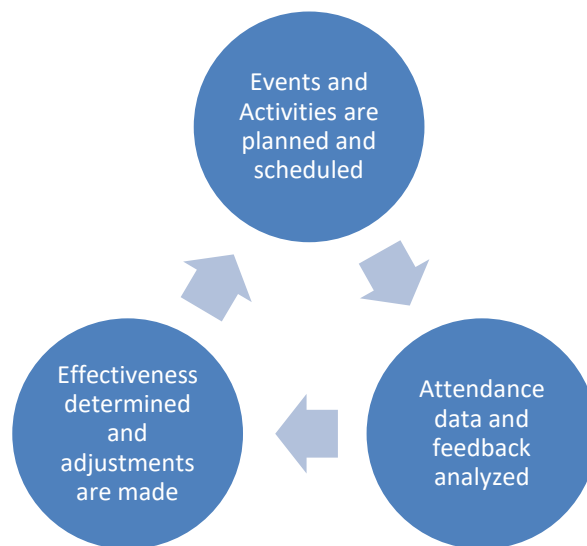 Events and
Activities are
planned and
scheduled
Attendance
data and
feedback
analyzed
Effectiveness
determined
and
adjustments
are made